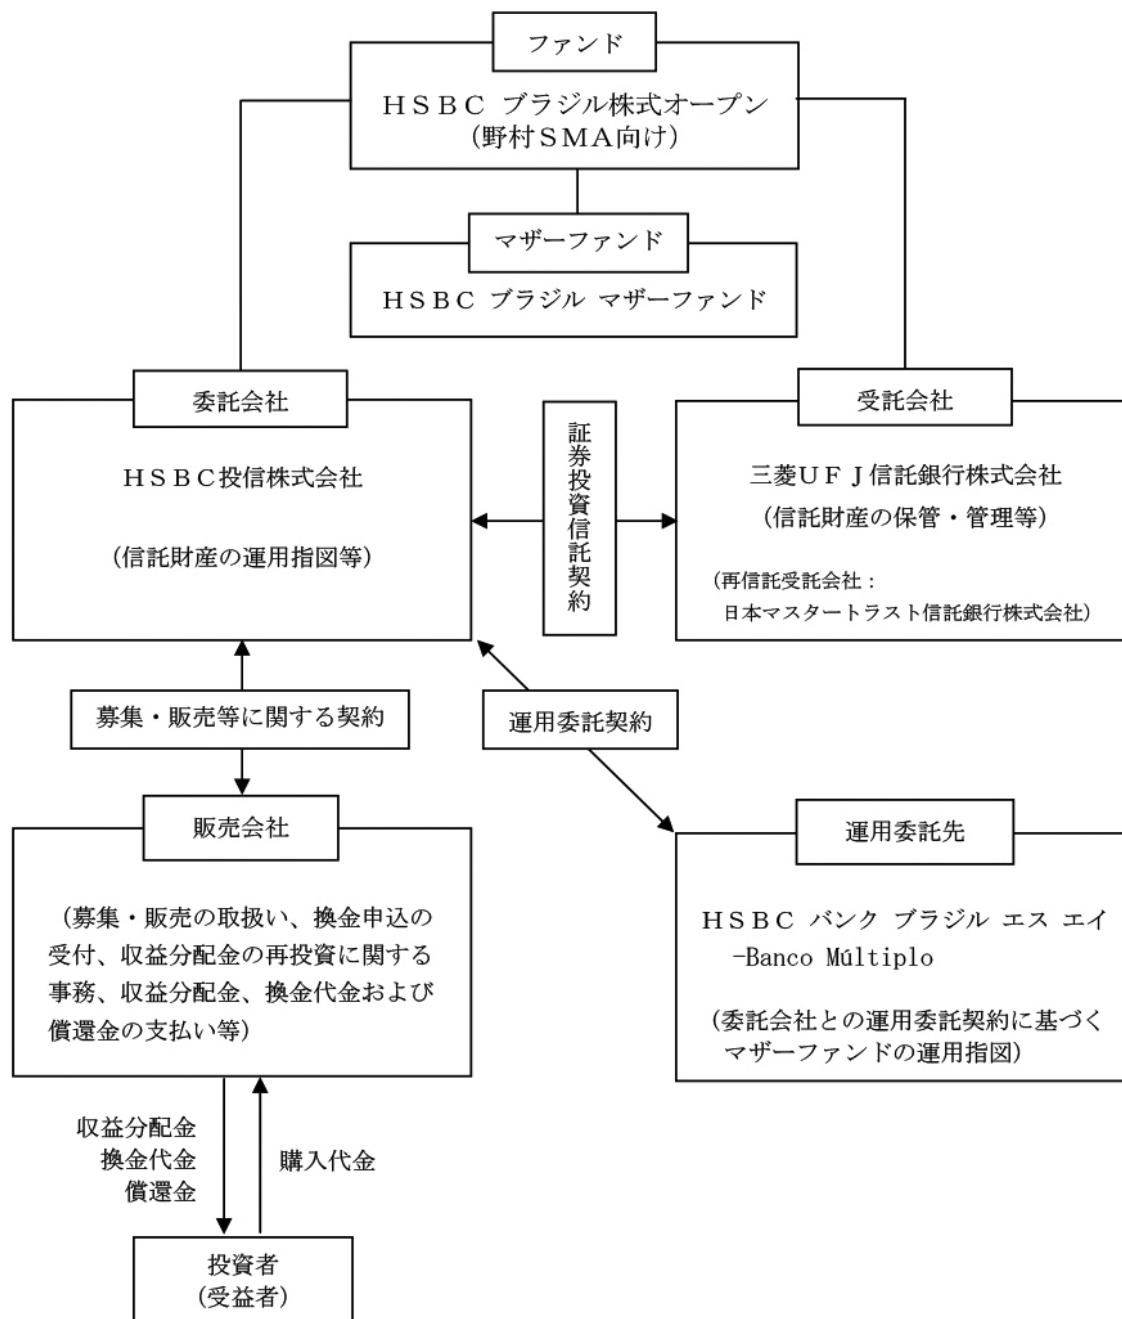 ファンド
ＨＳＢＣ ブラジル株式オープン
（野村ＳＭＡ向け）
マザーファンド
ＨＳＢＣ ブラジル マザーファンド
委託会社
ＨＳＢＣ投信株式会社
（信託財産の運用指図等）
証券投資信託契約
受託会社
三菱ＵＦＪ信託銀行株式会社
（信託財産の保管・管理等）
（再信託受託会社：
日本マスタートラスト信託銀行株式会社）
募集・販売等に関する契約
運用委託契約
販売会社
（募集・販売の取扱い、換金申込の
受付、収益分配金の再投資に関する
事務、収益分配金、換金代金および
償還金の支払い等）
運用委託先
ＨＳＢＣ バンク ブラジル エス エイ
-Banco Múltiplo
（委託会社との運用委託契約に基づく
マザーファンドの運用指図）
収益分配金
換金代金
償還金
購入代金
投資者
（受益者）